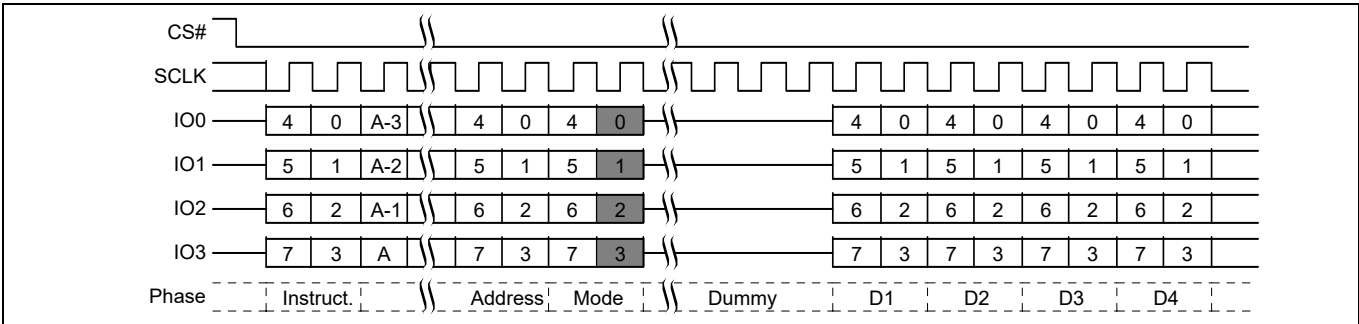 CS#
SCLK
IO0 4 0 A-3 4 0 4 0 4 0 4 0 4 0 4 0
IO1 5 1 A-2 5 1 5 1 5 1 5 1 5 1 5 1
IO2 6 2 A-1 6 2 6 2 6 2 6 2 6 2 6 2
IO3 7 3 A 7 3 7 3 7 3 7 3 7 3 7 3
Phase Instruct. Address Mode Dummy D1 D2 D3 D4